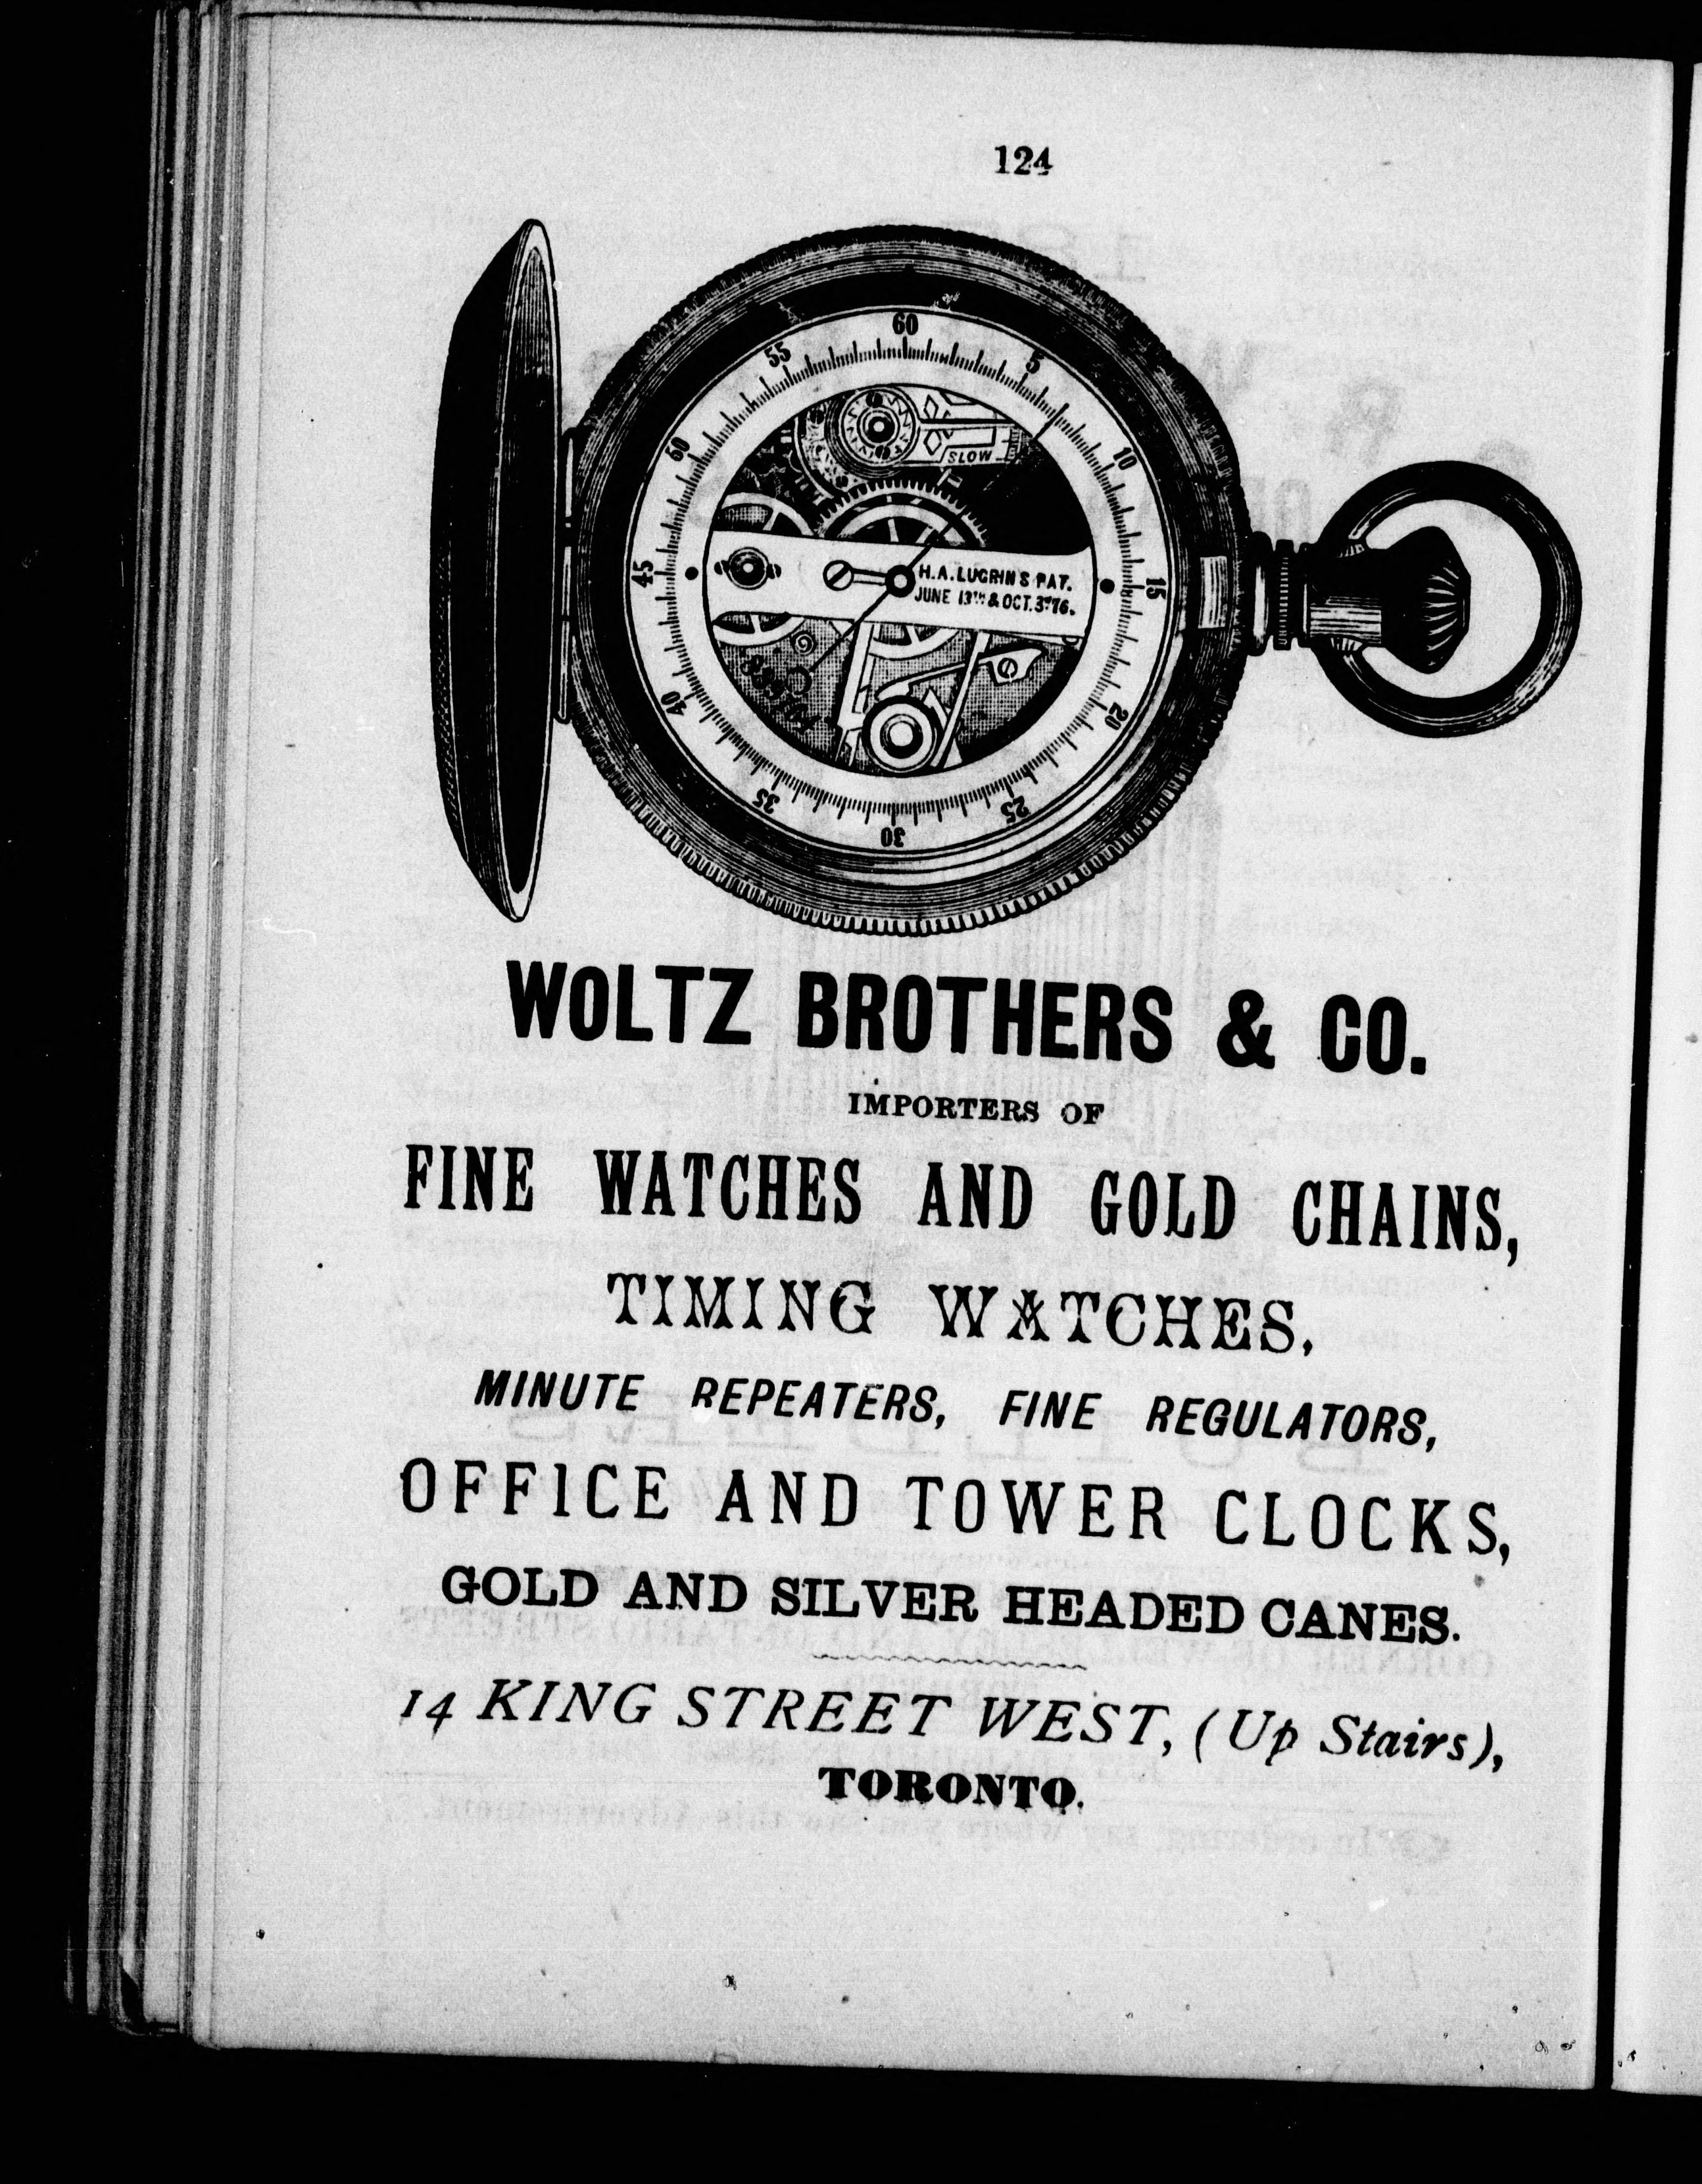 124
60
55
5
50
10
SLOW
45
H.A. LUGRIN'S PAT.
JUNE 13TH & OCT. 3RD 76.
15
40
20
35
25
30
WOLTZ BROTHERS & CO.
IMPORTERS OF
FINE WATCHES AND GOLD CHAINS,
TIMING WATCHES,
MINUTE REPEATERS, FINE REGULATORS,
OFFICE AND TOWER CLOCKS,
GOLD AND SILVER HEADED CANES.
14 KING STREET WEST, (Up Stairs),
TORONTO.